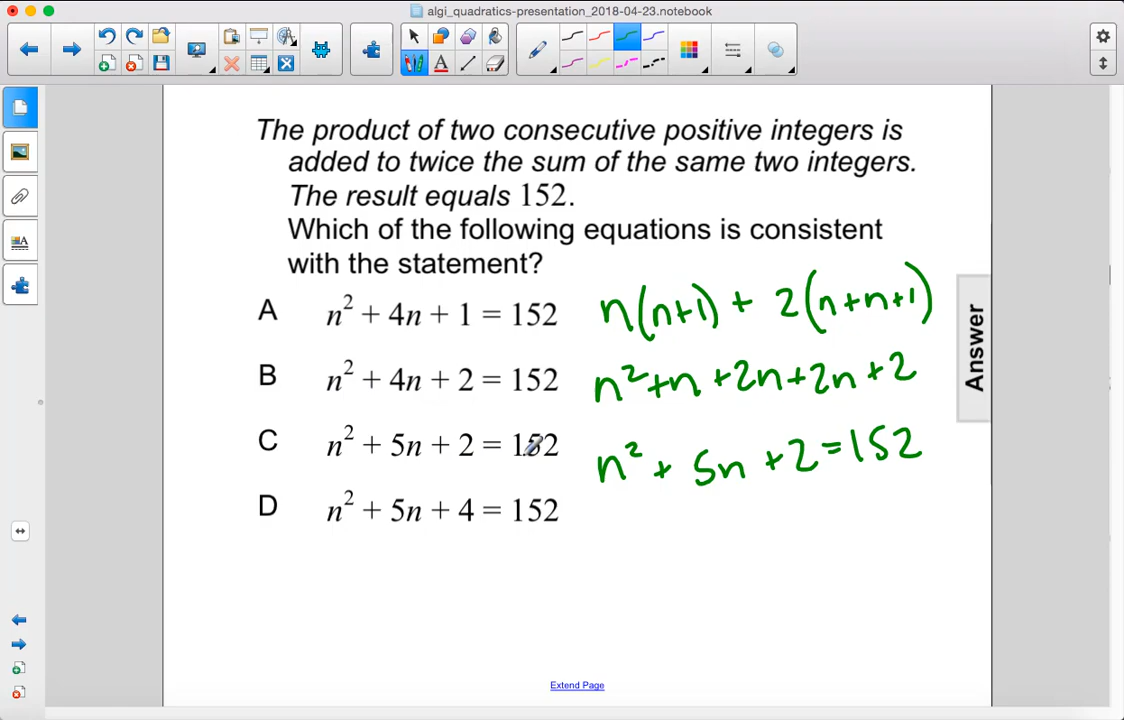 algi_quadratics-presentation_2018-04-23.notebook
The product of two consecutive positive integers is
added to twice the sum of the same two integers.
The result equals 152.
Which of the following equations is consistent
with the statement?
A n² + 4n + 1 = 152
B n² + 4n + 2 = 152
C n² + 5n + 2 = 152
D n² + 5n + 4 = 152
n(n+1) + 2(n+n+1)
n²+n+2n+2n+2
n² + 5n +2=152
Answer
Extend Page